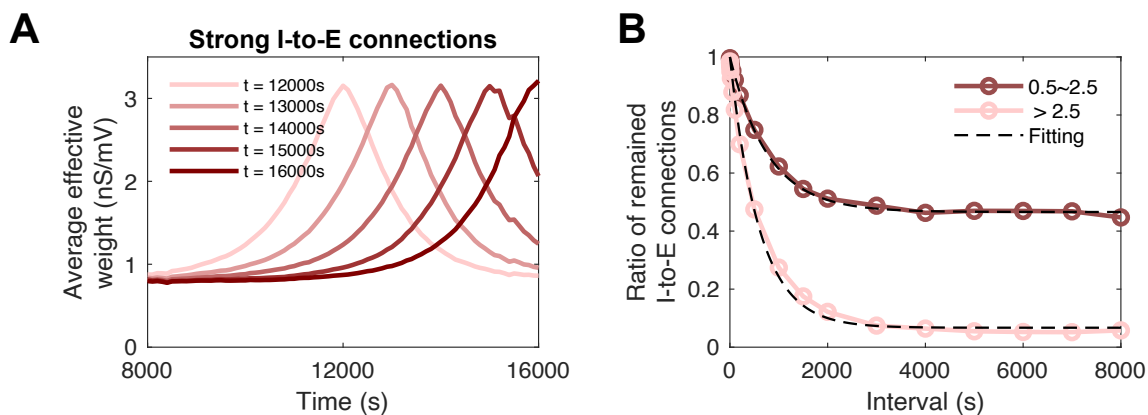 A
Strong I-to-E connections
Average effective
weight (nS/mV)
3
2
1
0
t = 12000s
t = 13000s
t = 14000s
t = 15000s
t = 16000s
8000
12000
16000
Time (s)
B
Ratio of remained
I-to-E connections
1
0.8
0.6
0.4
0.2
0
0.5~2.5
> 2.5
Fitting
0
2000
4000
6000
8000
Interval (s)